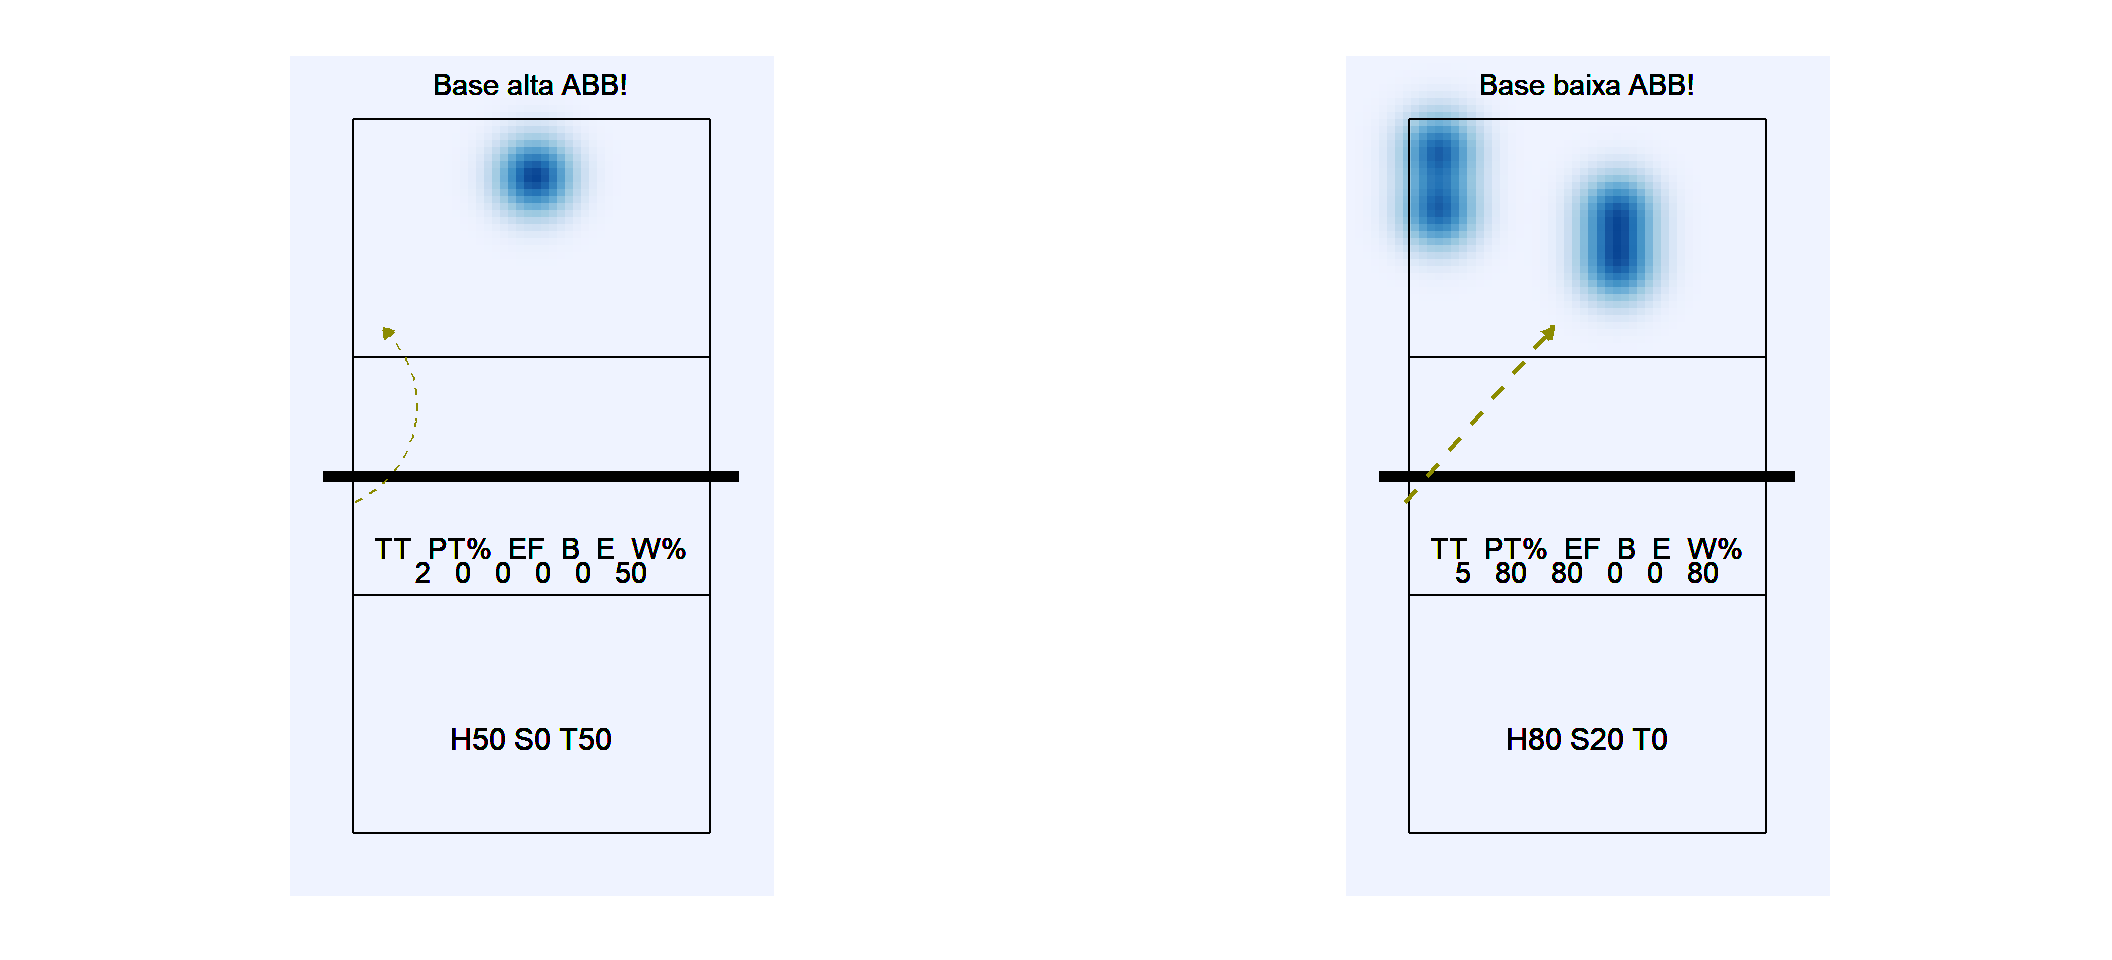 Base alta ABB!
TT PT% EF B E W%
2 0 0 0 0 50
H50 S0 T50
Base baixa ABB!
TT PT% EF B E W%
5 80 80 0 0 80
H80 S20 T0